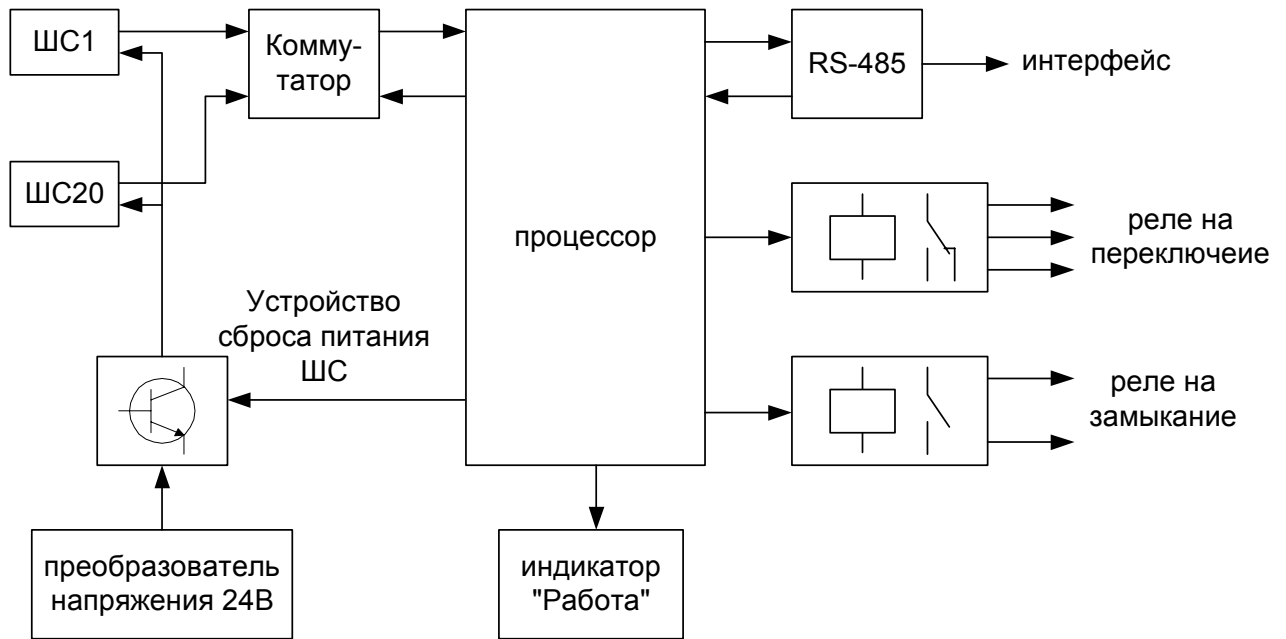 ШС1
Комму-
татор
RS-485
интерфейс
ШС20
процессор
реле на
переключеие
Устройство
сброса питания
ШС
реле на
замыкание
преобразователь
напряжения 24В
индикатор
"Работа"